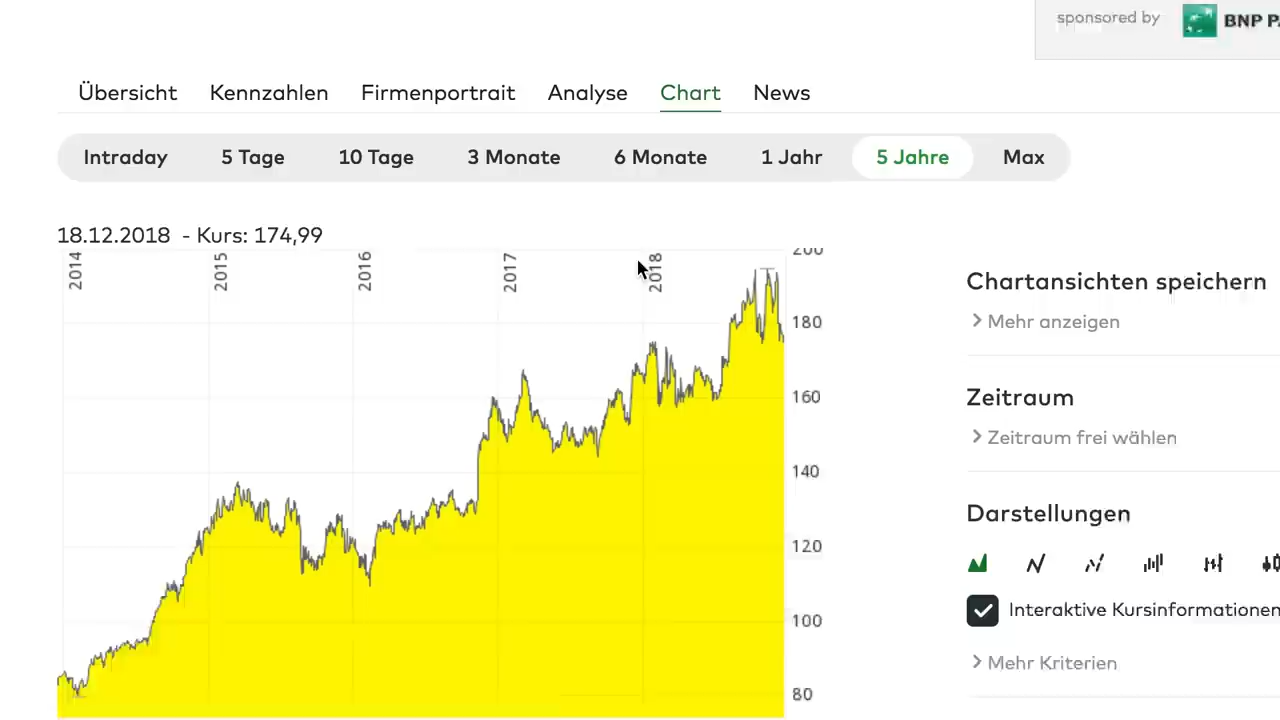 sponsored by BNP
Übersicht Kennzahlen Firmenportrait Analyse Chart News
Intraday 5 Tage 10 Tage 3 Monate 6 Monate 1 Jahr 5 Jahre Max
18.12.2018 - Kurs: 174,99
2014 2015 2016 2017 2018
200
180
160
140
120
100
80
Chartansichten speichern
Mehr anzeigen
Zeitraum
Zeitraum frei wählen
Darstellungen
Interaktive Kursinformationen
Mehr Kriterien